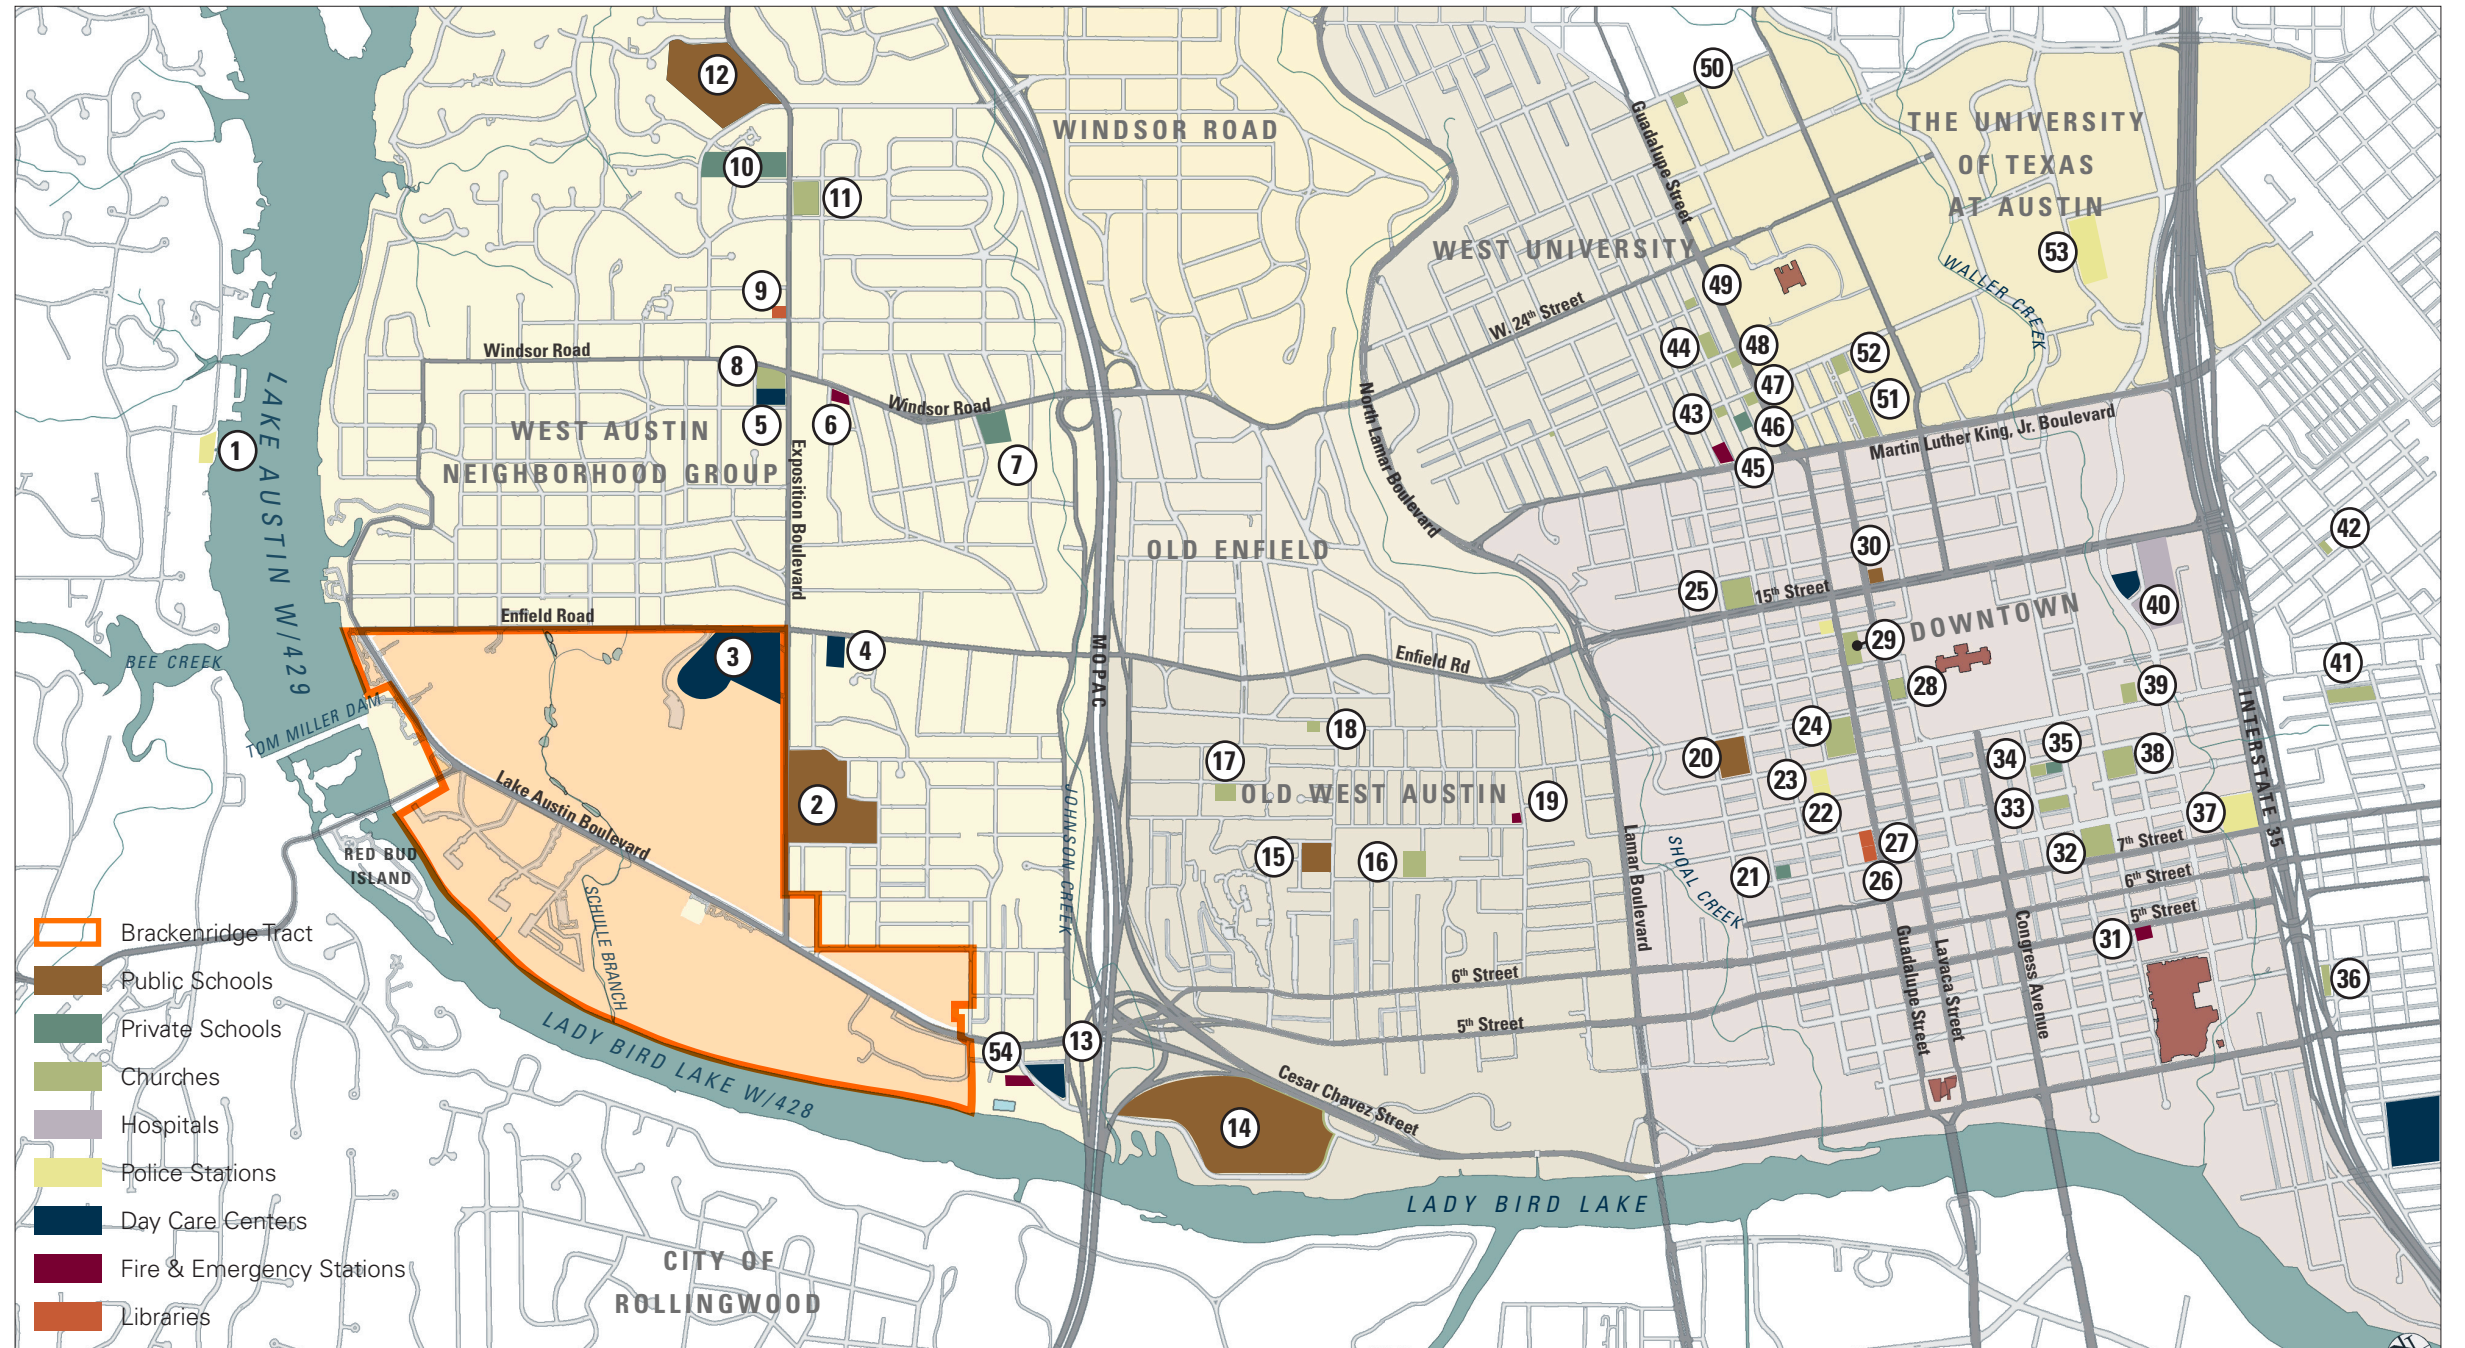 12
50
WINDSOR ROAD
THE UNIVERSITY
OF TEXAS
AT AUSTIN
Guadalupe Street
10
11
WEST UNIVERSITY
53
WALLER CREEK
9
49
W. 24th Street
Windsor Road
8
44
48
52
47
LAKE AUSTIN W/429
Windsor Road
5
6
43
46
51
1
WEST AUSTIN
NEIGHBORHOOD GROUP
7
Exposition Boulevard
North Lamar Boulevard
45
Martin Luther King, Jr. Boulevard
OLD ENFIELD
30
42
25
15th Street
40
DOWNTOWN
Enfield Road
3
4
MOPAC
Enfield Rd
29
BEE CREEK
28
39
41
TOM MILLER DAM
INTERSTATE 35
17
18
20
24
34
35
38
23
2
Lake Austin Boulevard
JOHNSON CREEK
OLD WEST AUSTIN
19
22
33
37
Lamar Boulevard
SHOAL CREEK
RED BUD
ISLAND
15
16
27
32
7th Street
21
26
6th Street
SCHULLE BRANCH
5th Street
31
Guadalupe Street
Lavaca Street
Congress Avenue
6th Street
36
5th Street
LADY BIRD LAKE W/428
54
13
Cesar Chavez Street
14
LADY BIRD LAKE
CITY OF
ROLLINGWOOD
Brackenridge Tract
Public Schools
Private Schools
Churches
Hospitals
Police Stations
Day Care Centers
Fire & Emergency Stations
Libraries
N